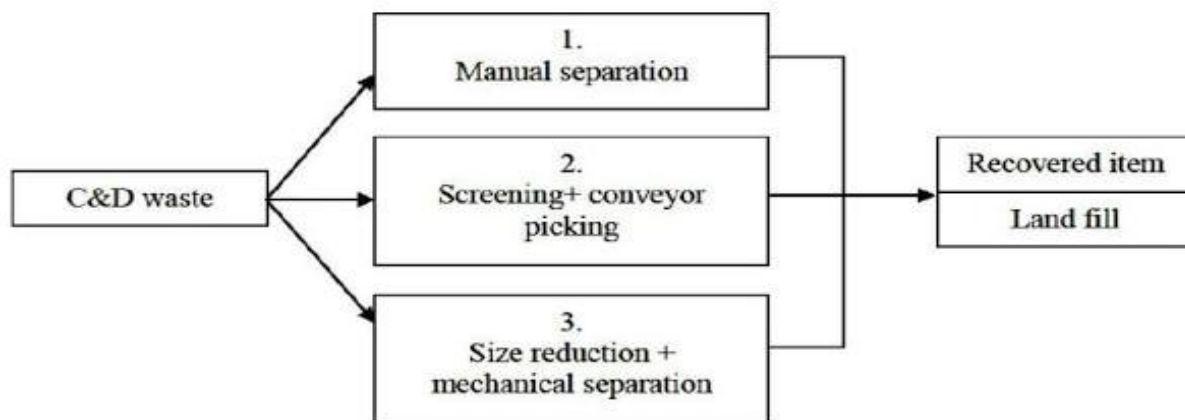 C&D waste
1.
Manual separation
2.
Screening+ conveyor
picking
3.
Size reduction +
mechanical separation
Recovered item
Land fill